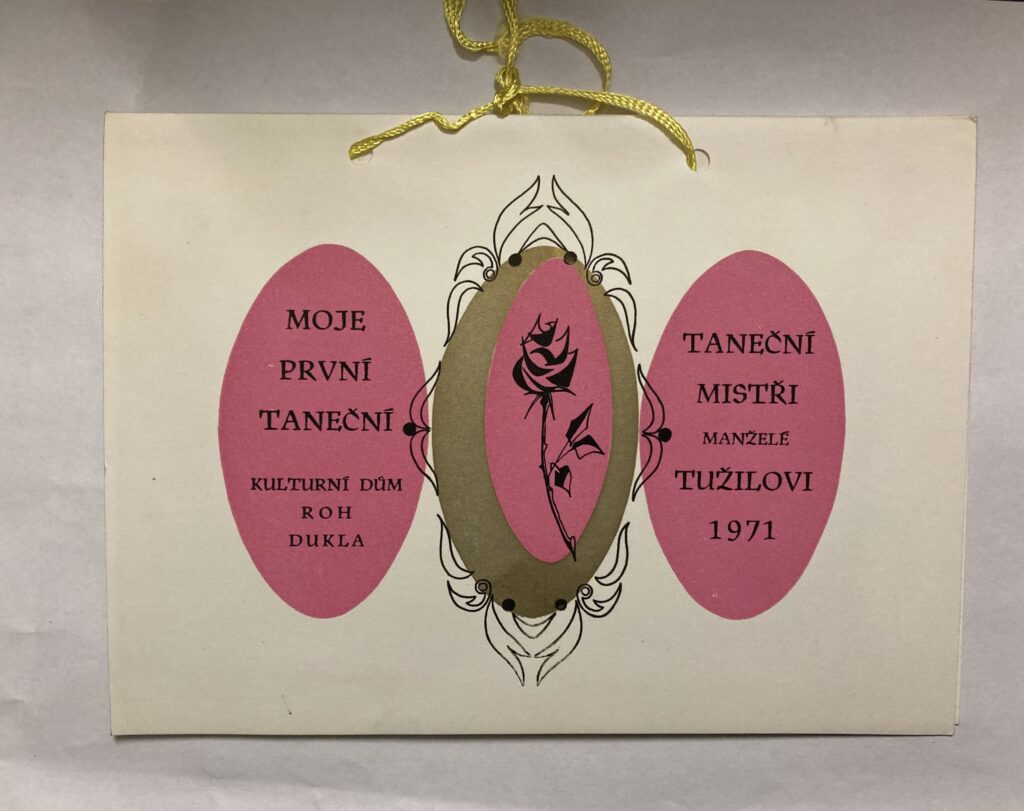 MOJE
PRVNÍ
TANEČNÍ
KULTURNÍ DŮM
ROH
DUKLA
TANEČNÍ
MISTŘI
MANŽELÉ
TUŽILOVI
1971